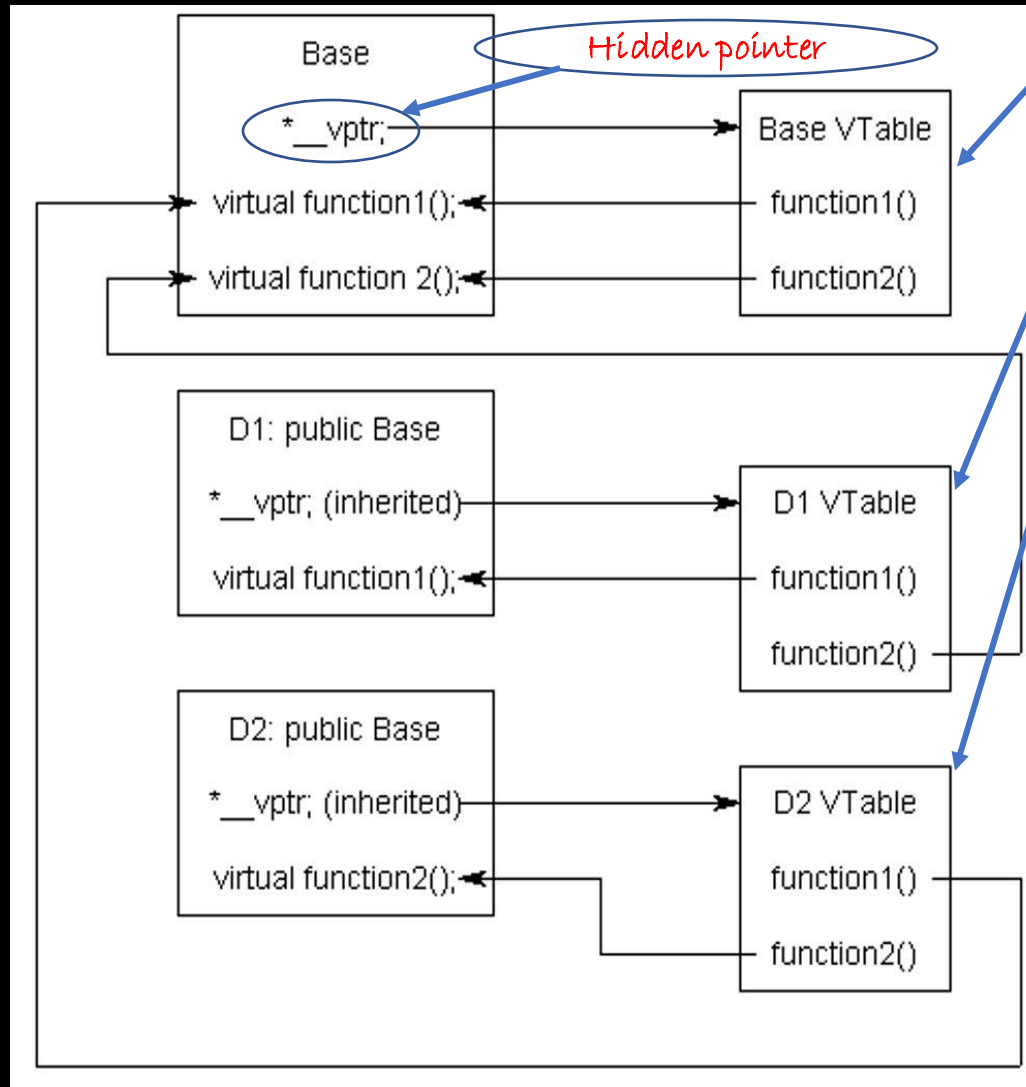 Base
Hidden pointer
*__vptr;
Base VTable
virtual function1();
function1()
virtual function 2();
function2()
D1: public Base
*__vptr; (inherited)
D1 VTable
virtual function1();
function1()
function2()
D2: public Base
*__vptr; (inherited)
D2 VTable
virtual function2();
function1()
function2()